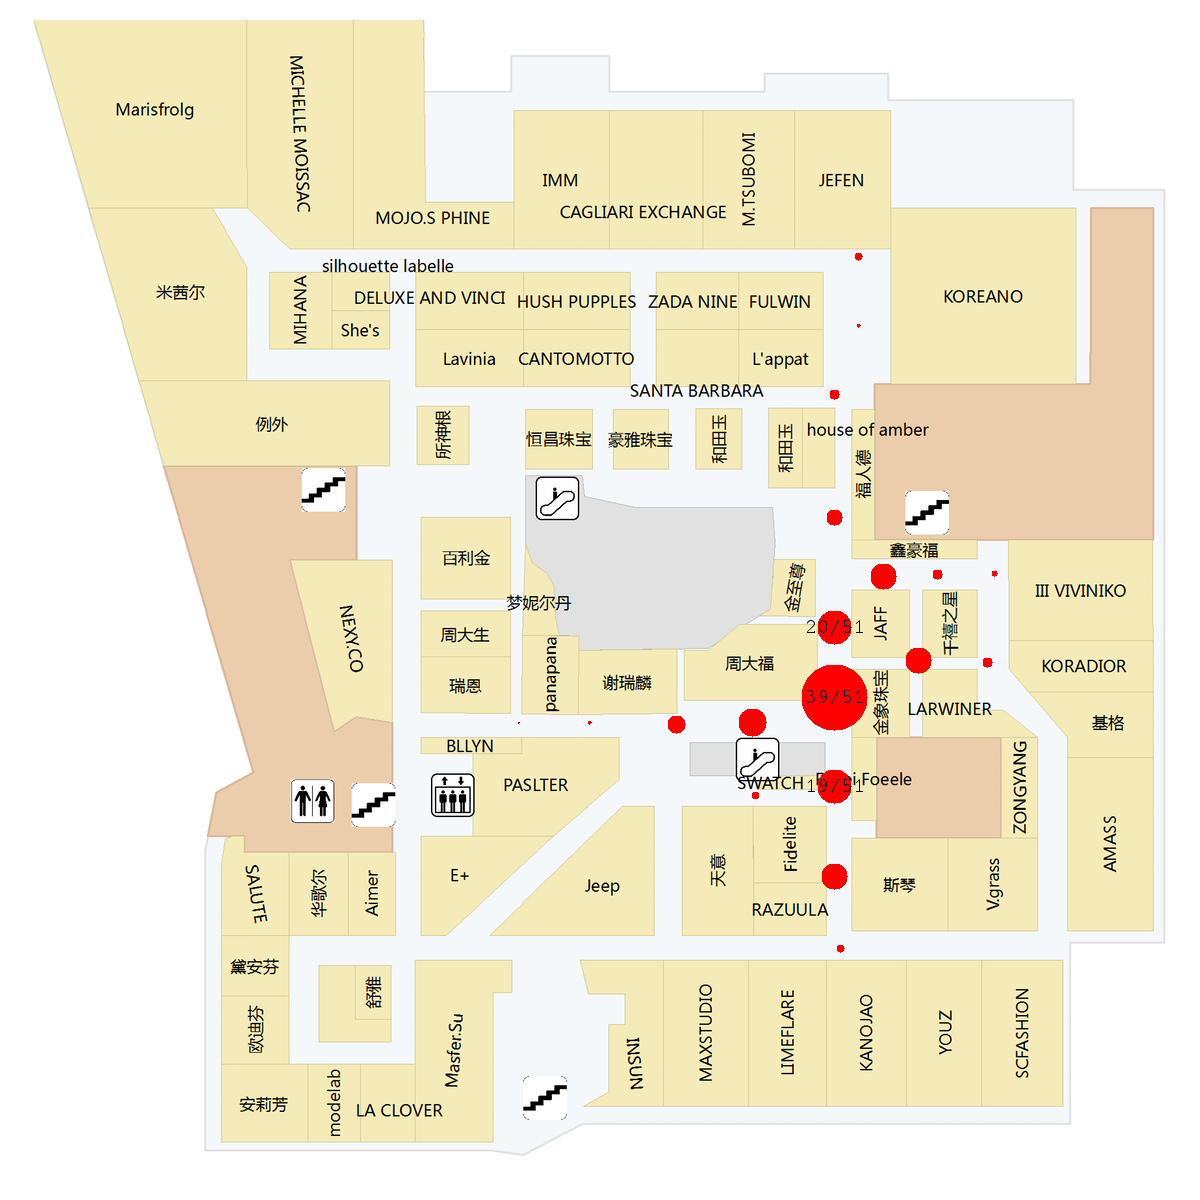 Marisfrolg
MICHELLE MOISSAC
MOJO.S PHINE
IMM
CAGLIARI EXCHANGE
M.TSUBOMI
JEFEN
米茜尔
silhouette labelle
MIHANA
DELUXE AND VINCI
HUSH PUPPLES
ZADA NINE
FULWIN
KOREANO
She's
Lavinia
CANTOMOTTO
L'appat
SANTA BARBARA
例外
所神根
恒昌珠宝
豪雅珠宝
和田玉
和田玉
house of amber
福人德
鑫豪福
百利金
梦妮尔丹
金至尊
III VIVINIKO
NEXY.CO
周大生
20/51
JAFF
千禧之星
瑞恩
panapana
谢瑞麟
周大福
KORADIOR
39/51
金象珠宝
LARWINER
基格
BLLYN
PASLTER
SWATCH
19/51
ZONGYANG
AMASS
SALUTE
华歌尔
Aimer
E+
Jeep
天意
Fidelite
RAZUULA
斯琴
V.grass
黛安芬
欧迪芬
舒雅
安莉芳
modelab
LA CLOVER
Masfer.Su
INSUN
MAXSTUDIO
LIMEFLARE
KANOJAO
YOUZ
SCFASHION